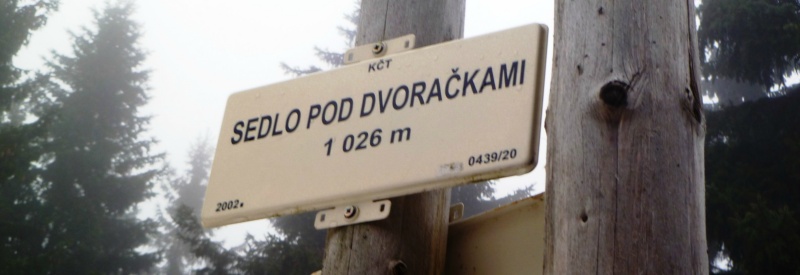 KČT
SEDLO POD DVORAČKAMI
1 026 m
0439/20
2002.